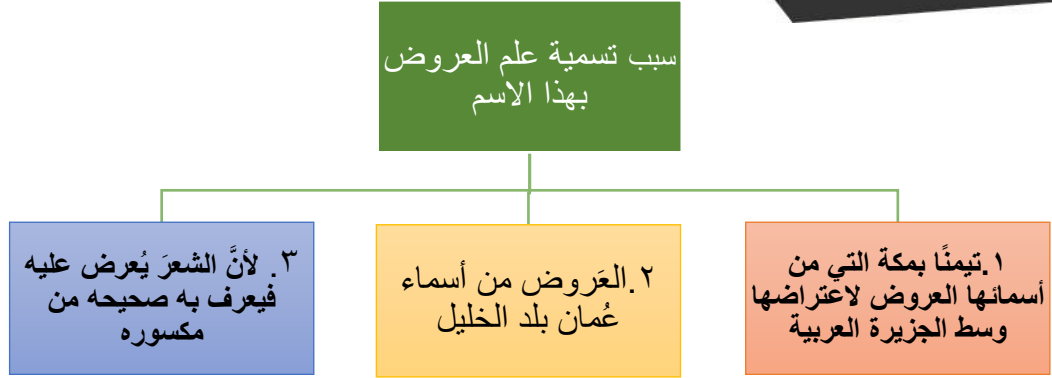 سبب تسمية علم العروض
بهذا الاسم
١.تيمنًا بمكة التي من
أسمائها العروض لاعتراضها
وسط الجزيرة العربية
٢.العَروض من أسماء
عُمان بلد الخليل
٣. لأنَّ الشعرَ يُعرض عليه
فيعرف به صحيحه من
مكسوره